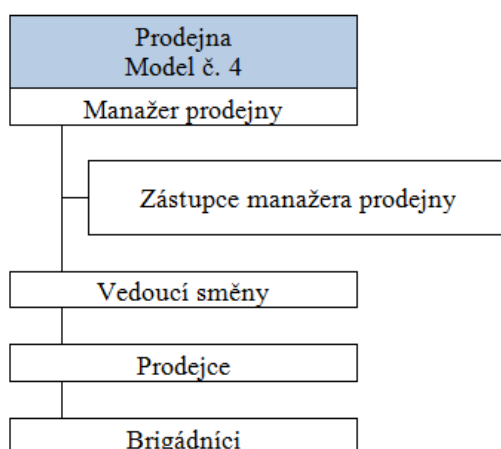 Prodejna
Model č. 4
Manažer prodejny
Zástupce manažera prodejny
Vedoucí směny
Prodejce
Brigádníci